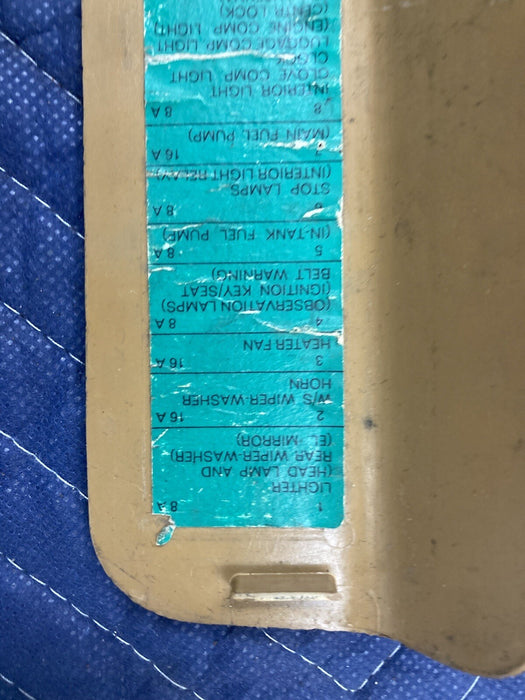 1 8 A
LIGHTER
(HEAD LAMP AND
REAR WIPER-WASHER)
(EL-MIRROR)
2 16 A
W/S WIPER-WASHER
HORN
3 16 A
HEATER FAN
4 8 A
(OBSERVATION LAMPS)
(IGNITION KEY/SEAT
BELT WARNING)
5 8 A
(IN-TANK FUEL PUMP)
6 8 A
STOP LAMPS
(INTERIOR LIGHT RELAY)
7 16 A
(MAIN FUEL PUMP)
8 8 A
INTERIOR LIGHT
GLOVE COMP LIGHT
CLOCK
LUGGAGE COMP LIGHT
(ENGINE COMP LIGHT)
(CENTR LOCK)